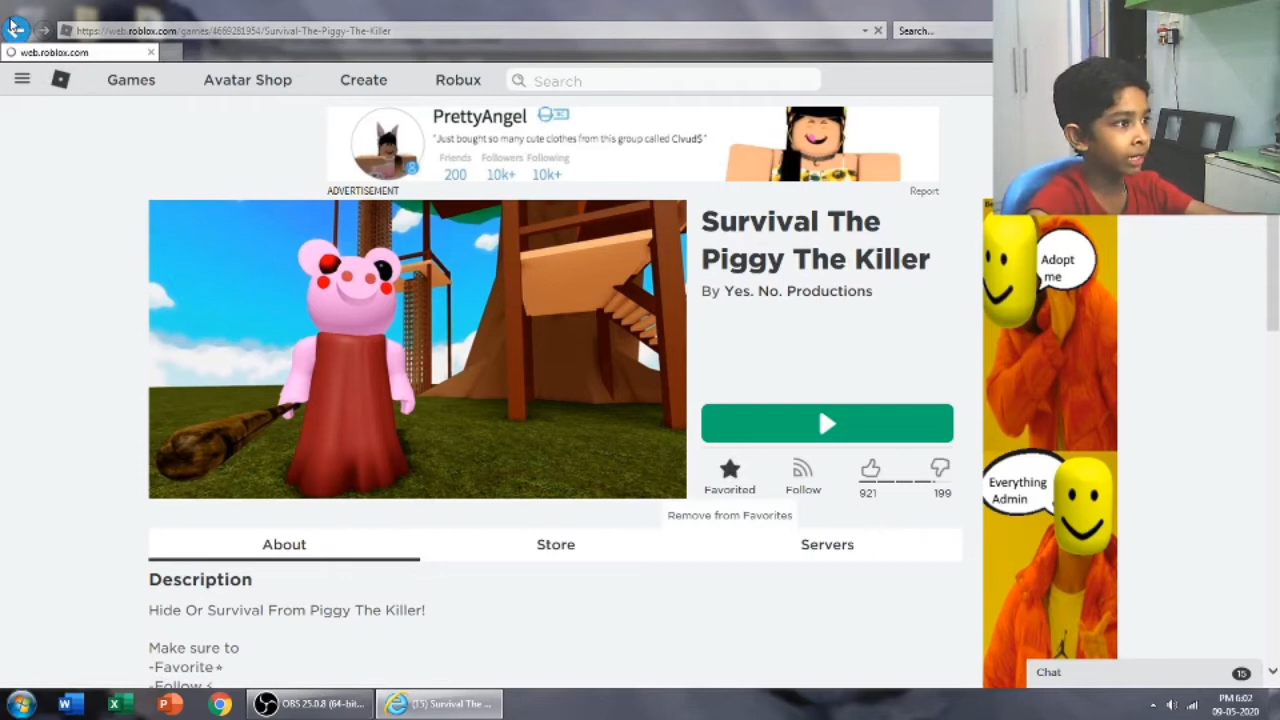 https://web.roblox.com/games/4669281954/Survival-The-Piggy-The-Killer
Search...
web.roblox.com
Games
Avatar Shop
Create
Robux
Search
PrettyAngel
"Just bought so many cute clothes from this group called Clvud$"
Friends Followers Following
200 10k+ 10k+
ADVERTISEMENT
Report
Survival The
Piggy The Killer
By Yes. No. Productions
Adopt
me
Favorited
Follow
921
199
Everything
Admin
Remove from Favorites
About
Store
Servers
Description
Hide Or Survival From Piggy The Killer!
Make sure to
-Favorite
-Follow
Chat
15
OBS 25.0.8 (64-bit...
(15) Survival The ...
PM 6:02
09-05-2020